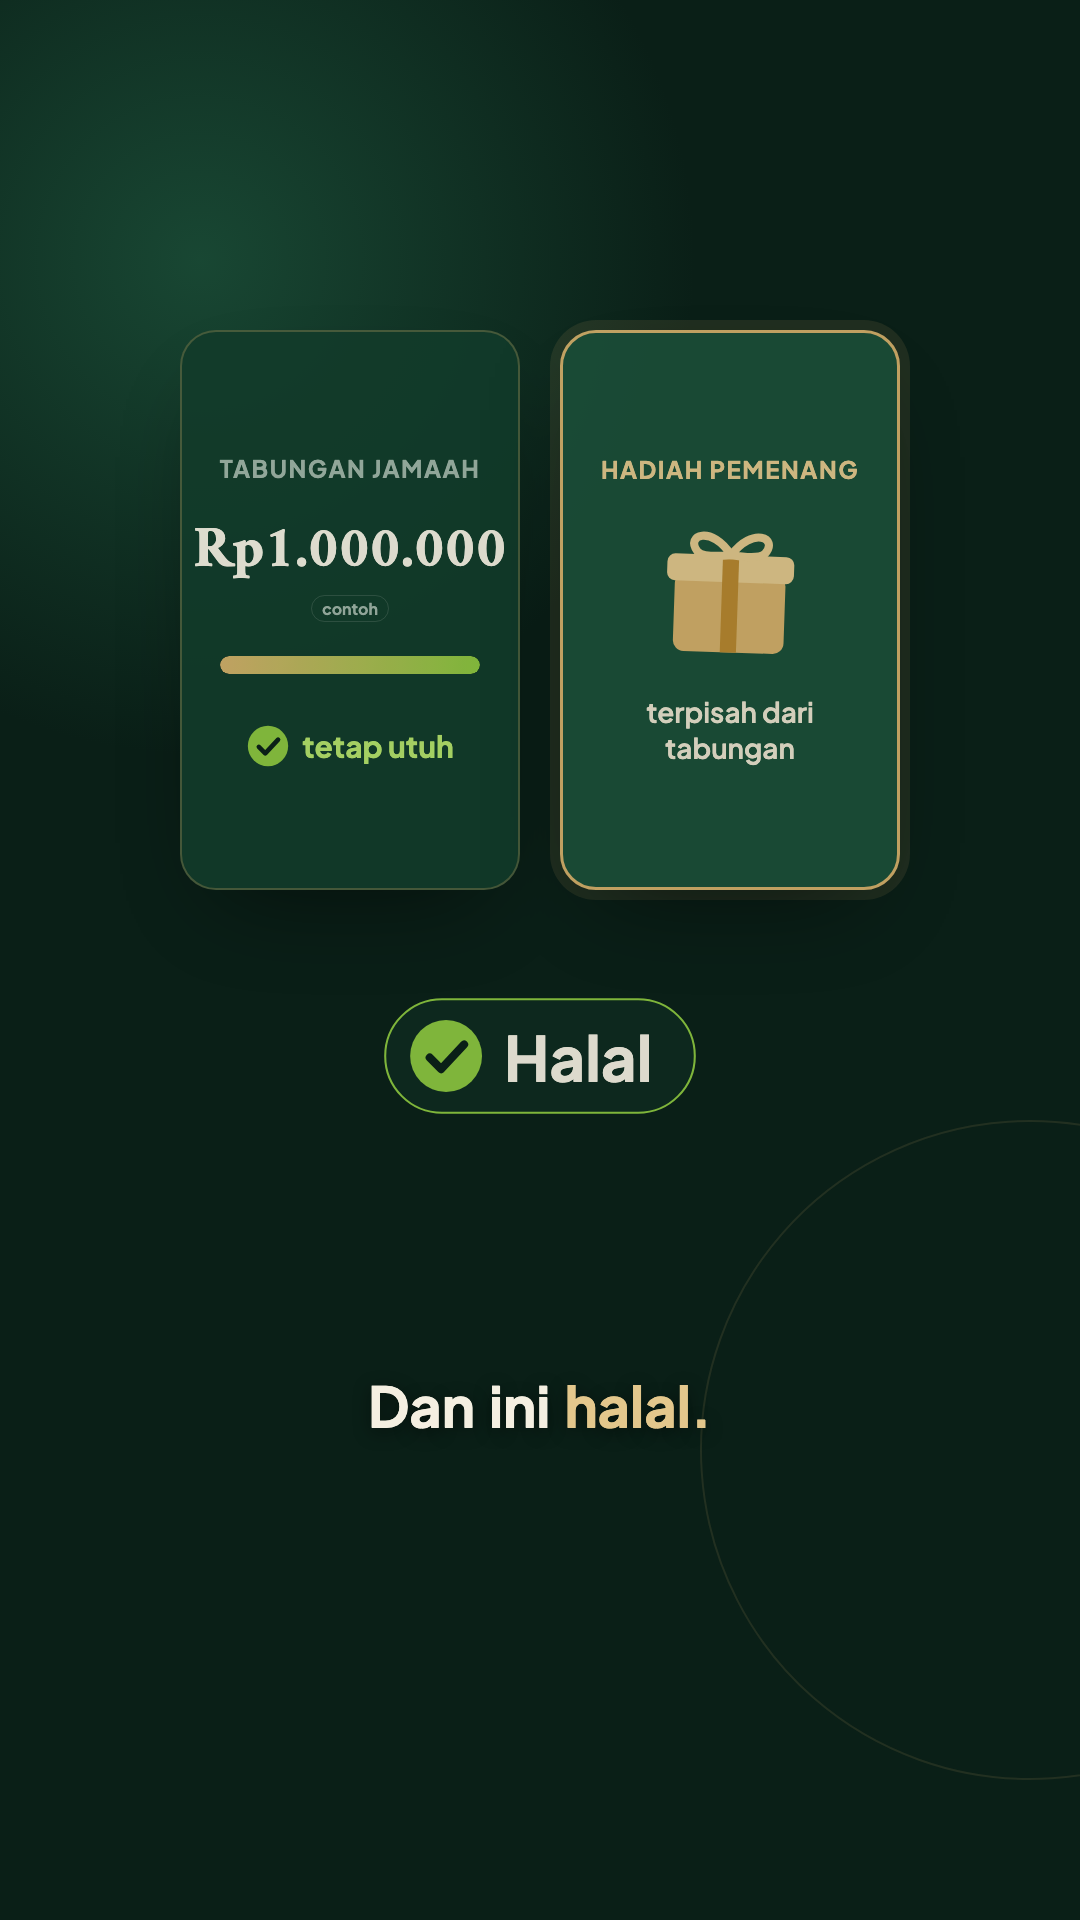 TABUNGAN JAMAAH
Rp1.000.000
contoh
tetap utuh
HADIAH PEMENANG
terpisah dari
tabungan
Halal
Dan ini halal.